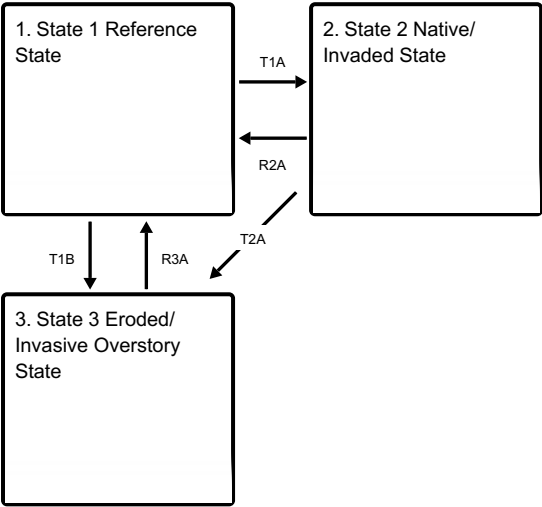 1. State 1 Reference
State
2. State 2 Native/
Invaded State
T1A
R2A
T2A
T1B
R3A
3. State 3 Eroded/
Invasive Overstory
State